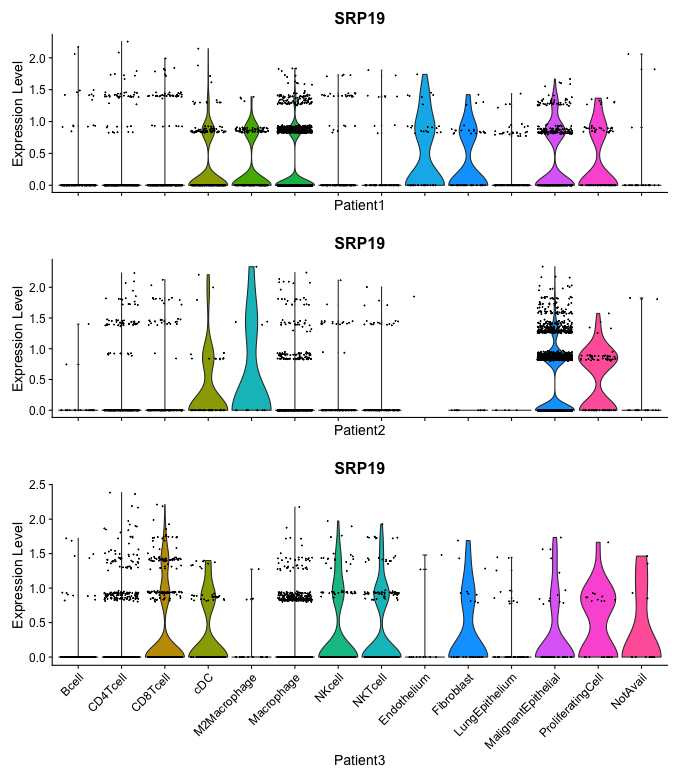 SRP19
Expression Level
2.0
1.5
1.0
0.5
0.0
Patient1
SRP19
Expression Level
2.0
1.5
1.0
0.5
0.0
Patient2
SRP19
Expression Level
2.5
2.0
1.5
1.0
0.5
0.0
Bcell
CD4Tcell
CD8Tcell
cDC
M2Macrophage
Macrophage
NKcell
NKTcell
Endothelium
Fibroblast
LungEpithelium
MalignantEpithelial
ProliferatingCell
NotAvail
Patient3